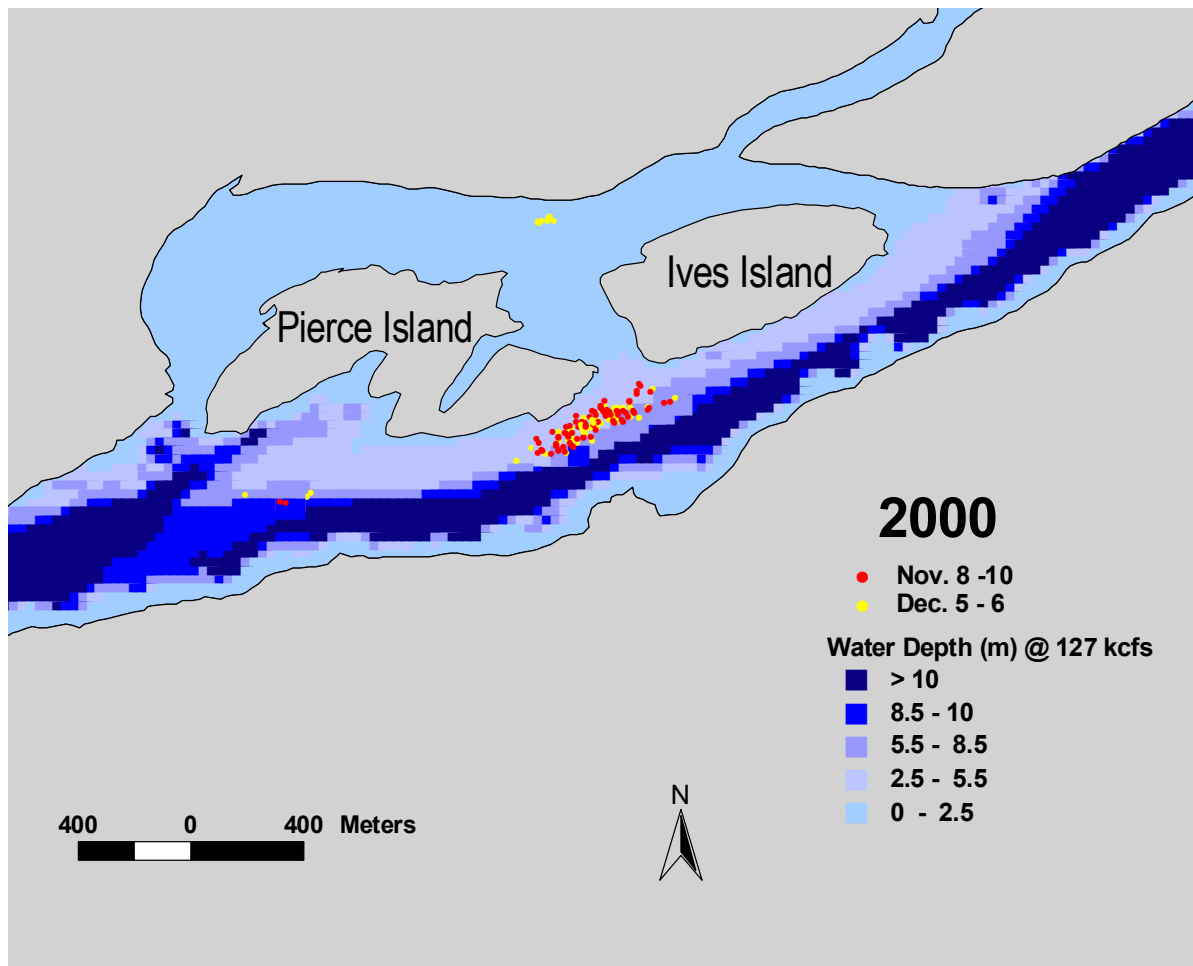 Ives Island
Pierce Island
2000
Nov. 8 -10
Dec. 5 - 6
Water Depth (m) @ 127 kcfs
> 10
8.5 - 10
5.5 - 8.5
2.5 - 5.5
0 - 2.5
400 0 400 Meters
N